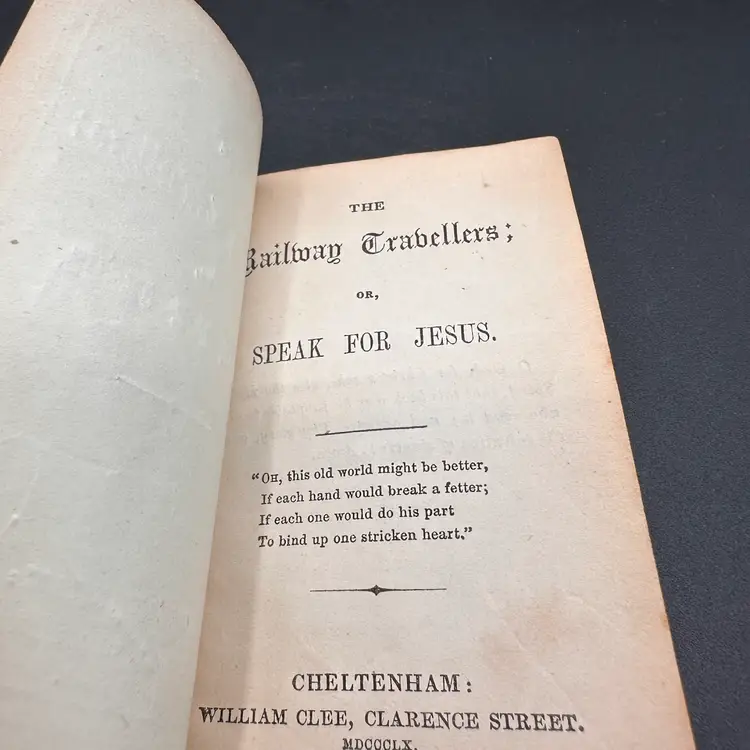 THE
Railway Travellers;
OR,
SPEAK FOR JESUS.
"OH, this old world might be better,
If each hand would break a fetter;
If each one would do his part
To bind up one stricken heart."
CHELTENHAM:
WILLIAM CLEE, CLARENCE STREET.
MDCCCLX.